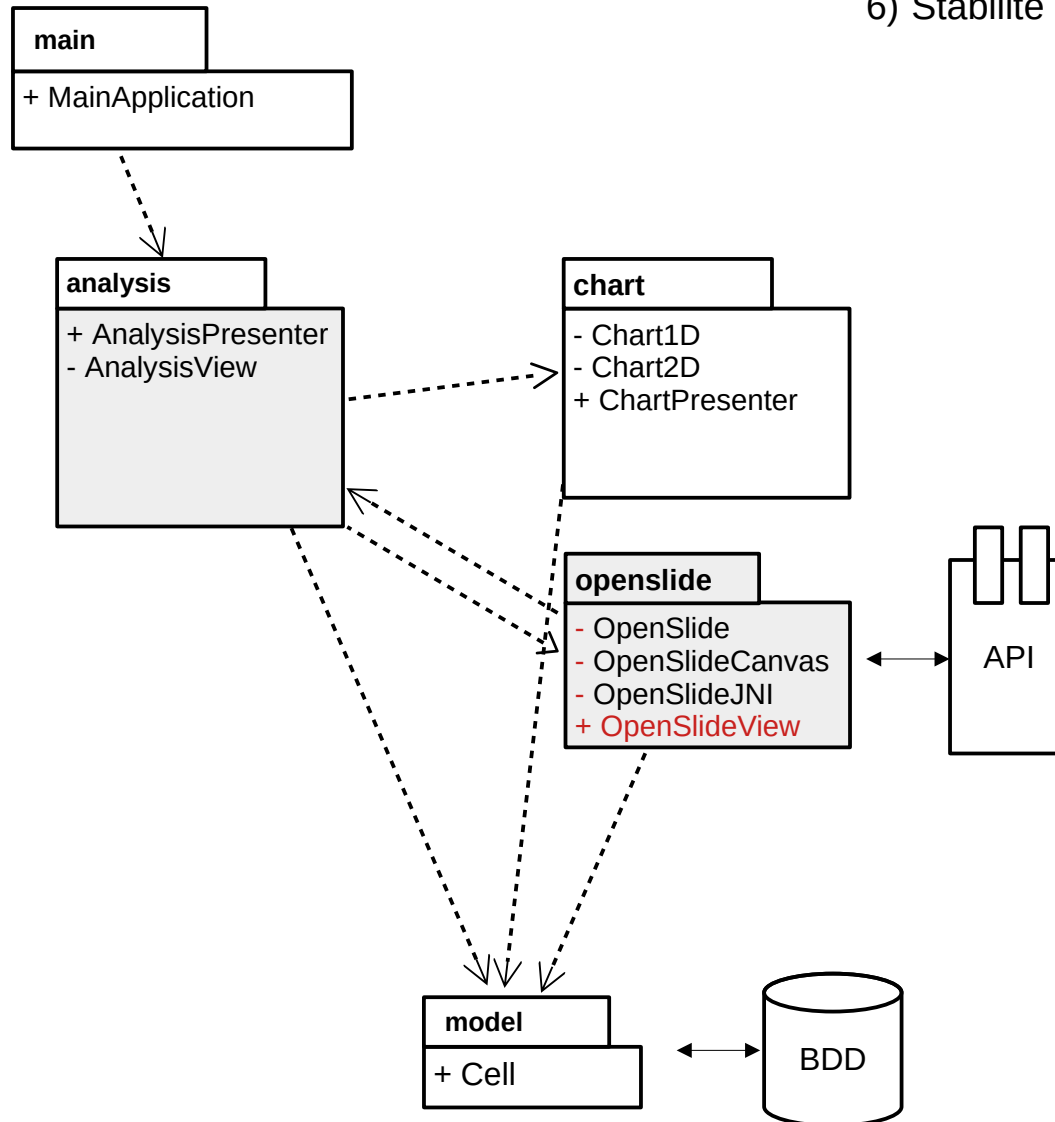 6) Stabilité
main
+ MainApplication
analysis
+ AnalysisPresenter
- AnalysisView
chart
- Chart1D
- Chart2D
+ ChartPresenter
openslide
- OpenSlide
- OpenSlideCanvas
- OpenSlideJNI
+ OpenSlideView
API
model
+ Cell
BDD